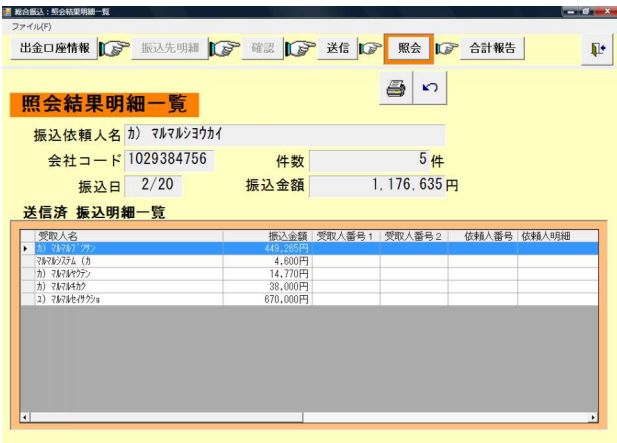 総合振込：照会結果明細一覧
ファイル(F)
出金口座情報 振込先明細 確認 送信 照会 合計報告
照会結果明細一覧
振込依頼人名 カ）マルマルシヨウカイ
会社コード 1029384756 件数 5 件
振込日 2/20 振込金額 1,176,635 円
送信済 振込明細一覧
受取人名 振込金額 受取人番号1 受取人番号2 依頼人番号 依頼人明細
カ）マルマルブツサン 449,265円
マルマルシステム（カ 4,600円
カ）マルマルヤクテン 14,770円
カ）マルマルキカク 38,000円
ユ）マルマルセイサクショ 670,000円